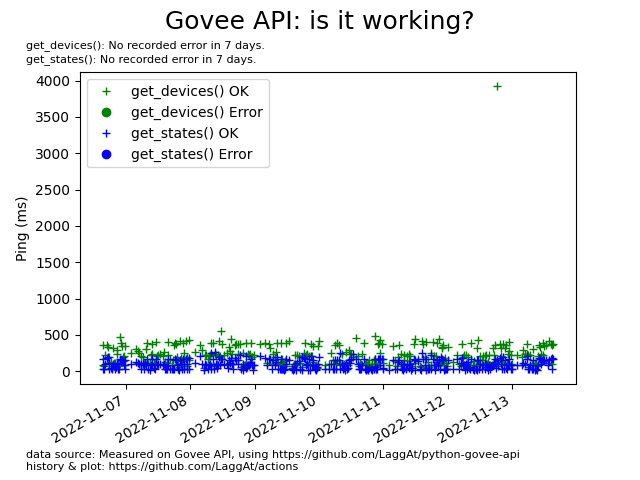 Govee API: is it working?
get_devices(): No recorded error in 7 days.
get_states(): No recorded error in 7 days.
4000
3500
3000
2500
2000
1500
1000
500
0
Ping (ms)
get_devices() OK
get_devices() Error
get_states() OK
get_states() Error
2022-11-07
2022-11-08
2022-11-09
2022-11-10
2022-11-11
2022-11-12
2022-11-13
data source: Measured on Govee API, using https://github.com/LaggAt/python-govee-api
history & plot: https://github.com/LaggAt/actions